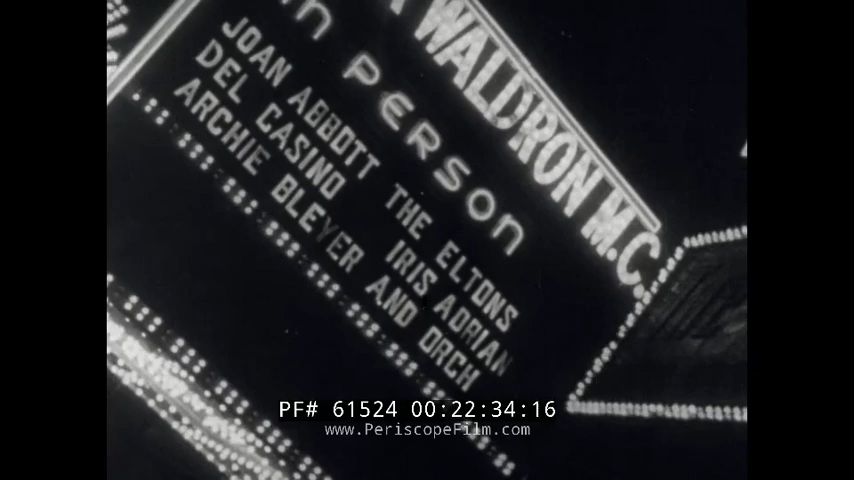 WALDRON M.C.
in PERSON
JOAN ABBOTT THE ELTONS
DEL CASINO IRIS ADRIAN
ARCHIE BLEYER AND ORCH
PF# 61524 00:22:34:16
www.PeriscopeFilm.com